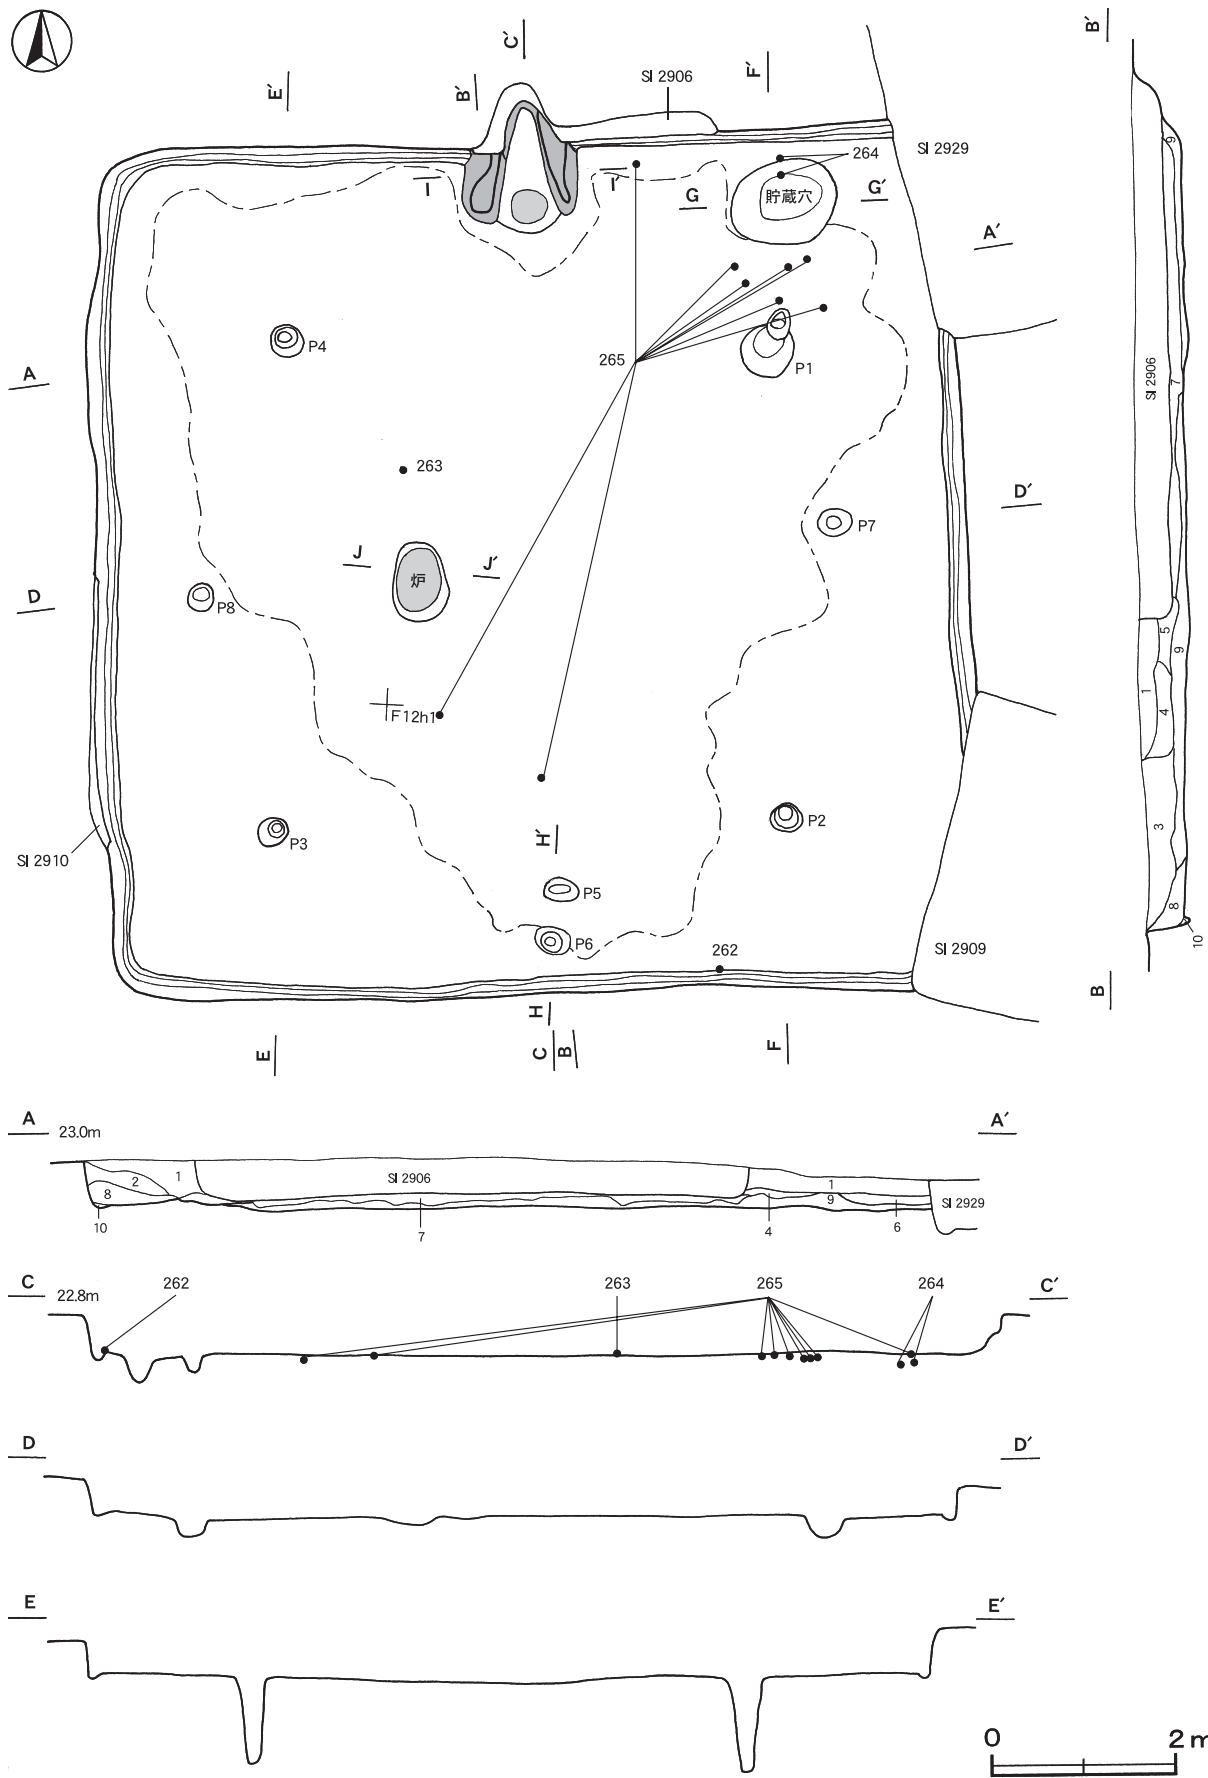 C′
B′
SI 2906
F′
E′
B′
264
SI 2929
I
I′
G
貯蔵穴
G′
A′
P4
265
P1
SI 2906
7
9
A
263
D′
P7
J
炉
J′
D
P8
5
9
1
4
F12h1
P2
3
P3
H′
SI 2910
P5
P6
262
SI 2909
8
10
H
B
E
C
B
F
A
23.0m
A′
2
1
SI 2906
8
1
9
SI 2929
10
7
4
6
C
22.8m
262
263
265
264
C′
D
D′
E
E′
0
2 m